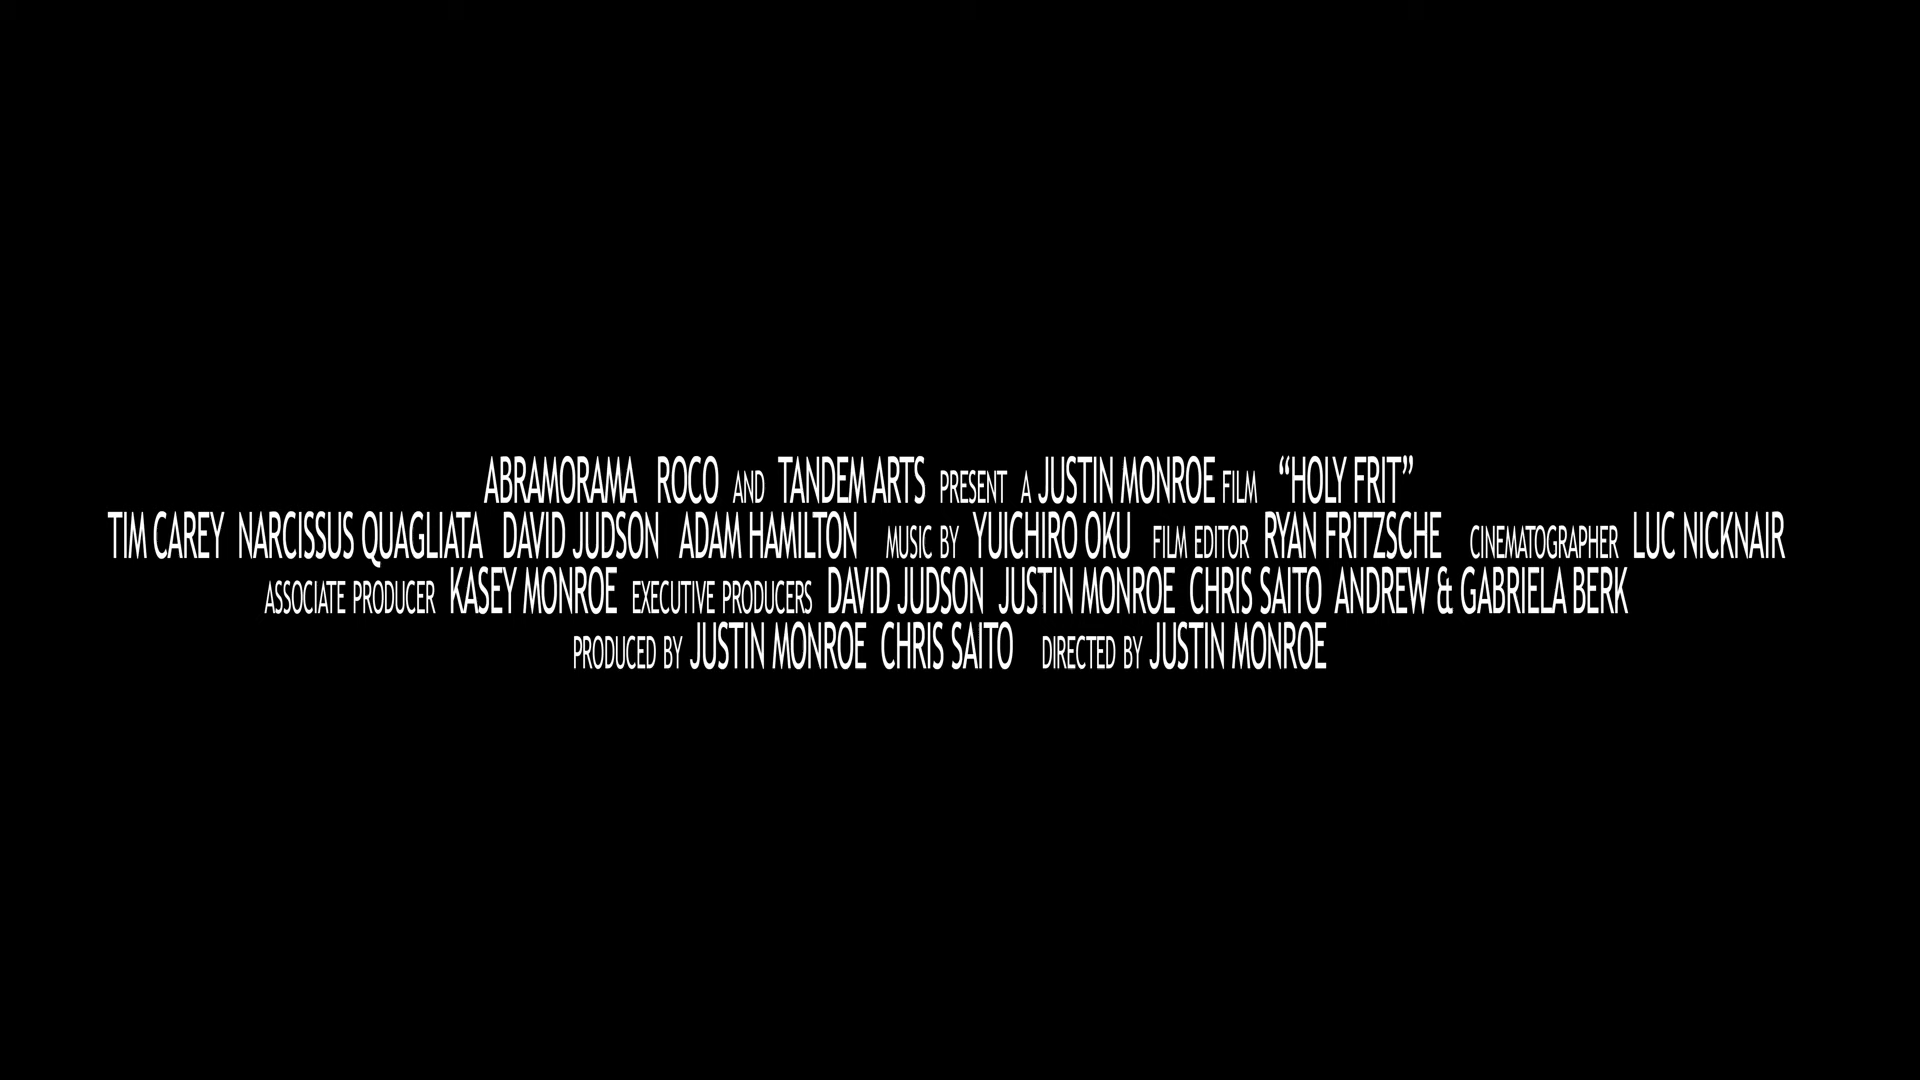 ABRAMORAMA ROCO AND TANDEM ARTS PRESENT A JUSTIN MONROE FILM “HOLY FRIT”
TIM CAREY NARCISSUS QUAGLIATA DAVID JUDSON ADAM HAMILTON MUSIC BY YUICHIRO OKU FILM EDITOR RYAN FRITZSCHE CINEMATOGRAPHER LUC NICKNAIR
ASSOCIATE PRODUCER KASEY MONROE EXECUTIVE PRODUCERS DAVID JUDSON JUSTIN MONROE CHRIS SAITO ANDREW & GABRIELA BERK
PRODUCED BY JUSTIN MONROE CHRIS SAITO DIRECTED BY JUSTIN MONROE